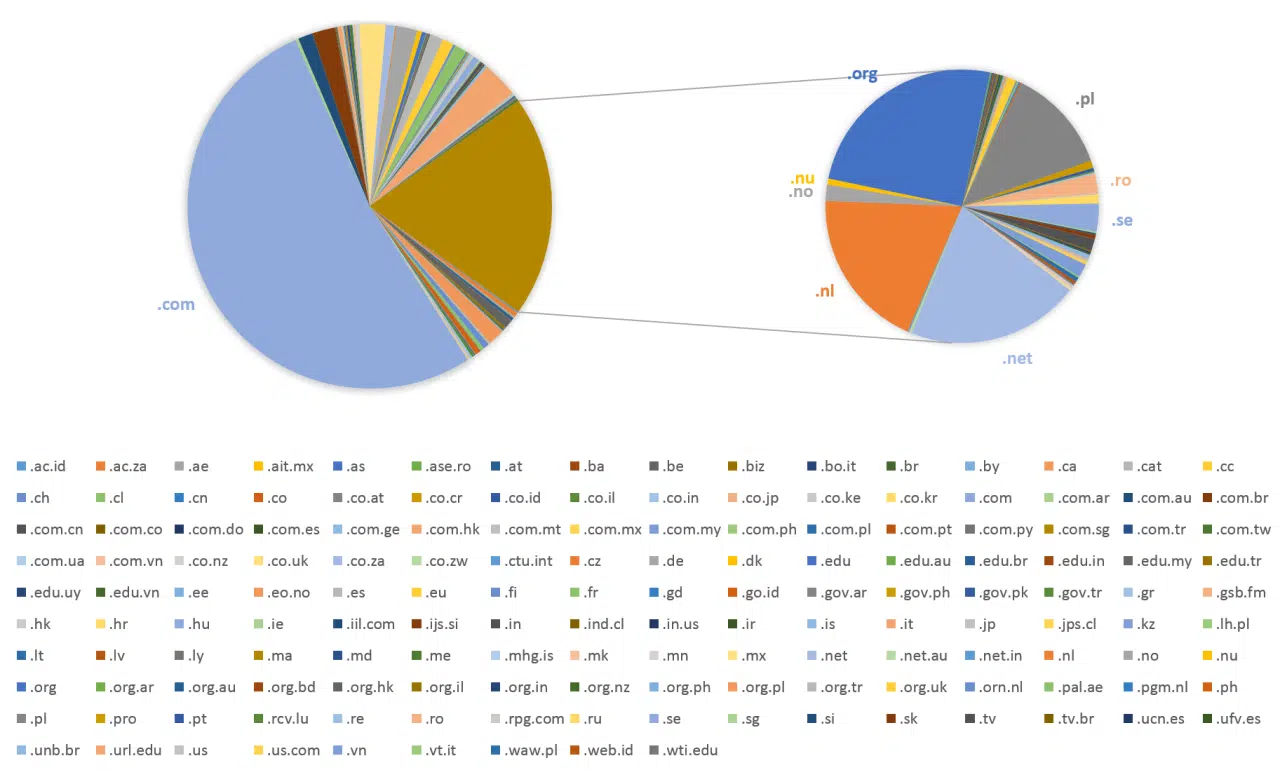 .org
.pl
.nu
.no
.ro
.se
.nl
.com
.net
.ac.id .ac.za .ae .ait.mx .as .ase.ro .at .ba .be .biz .bo.it .br .by .ca .cat .cc
.ch .cl .cn .co .co.at .co.cr .co.id .co.il .co.in .co.jp .co.ke .co.kr .com .com.ar .com.au .com.br
.com.cn .com.co .com.do .com.es .com.ge .com.hk .com.mt .com.mx .com.my .com.ph .com.pl .com.pt .com.py .com.sg .com.tr .com.tw
.com.ua .com.vn .co.nz .co.uk .co.za .co.zw .ctu.int .cz .de .dk .edu .edu.au .edu.br .edu.in .edu.my .edu.tr
.edu.uy .edu.vn .ee .eo.no .es .eu .fi .fr .gd .go.id .gov.ar .gov.ph .gov.pk .gov.tr .gr .gsb.fm
.hk .hr .hu .ie .iil.com .ijs.si .in .ind.cl .in.us .ir .is .it .jp .jps.cl .kz .lh.pl
.lt .lv .ly .ma .md .me .mhg.is .mk .mn .mx .net .net.au .net.in .nl .no .nu
.org .org.ar .org.au .org.bd .org.hk .org.il .org.in .org.nz .org.ph .org.pl .org.tr .org.uk .orn.nl .pal.ae .pgm.nl .ph
.pl .pro .pt .rcv.lu .re .ro .rpg.com .ru .se .sg .si .sk .tv .tv.br .ucn.es .ufv.es
.unb.br .url.edu .us .us.com .vn .vt.it .waw.pl .web.id .wti.edu